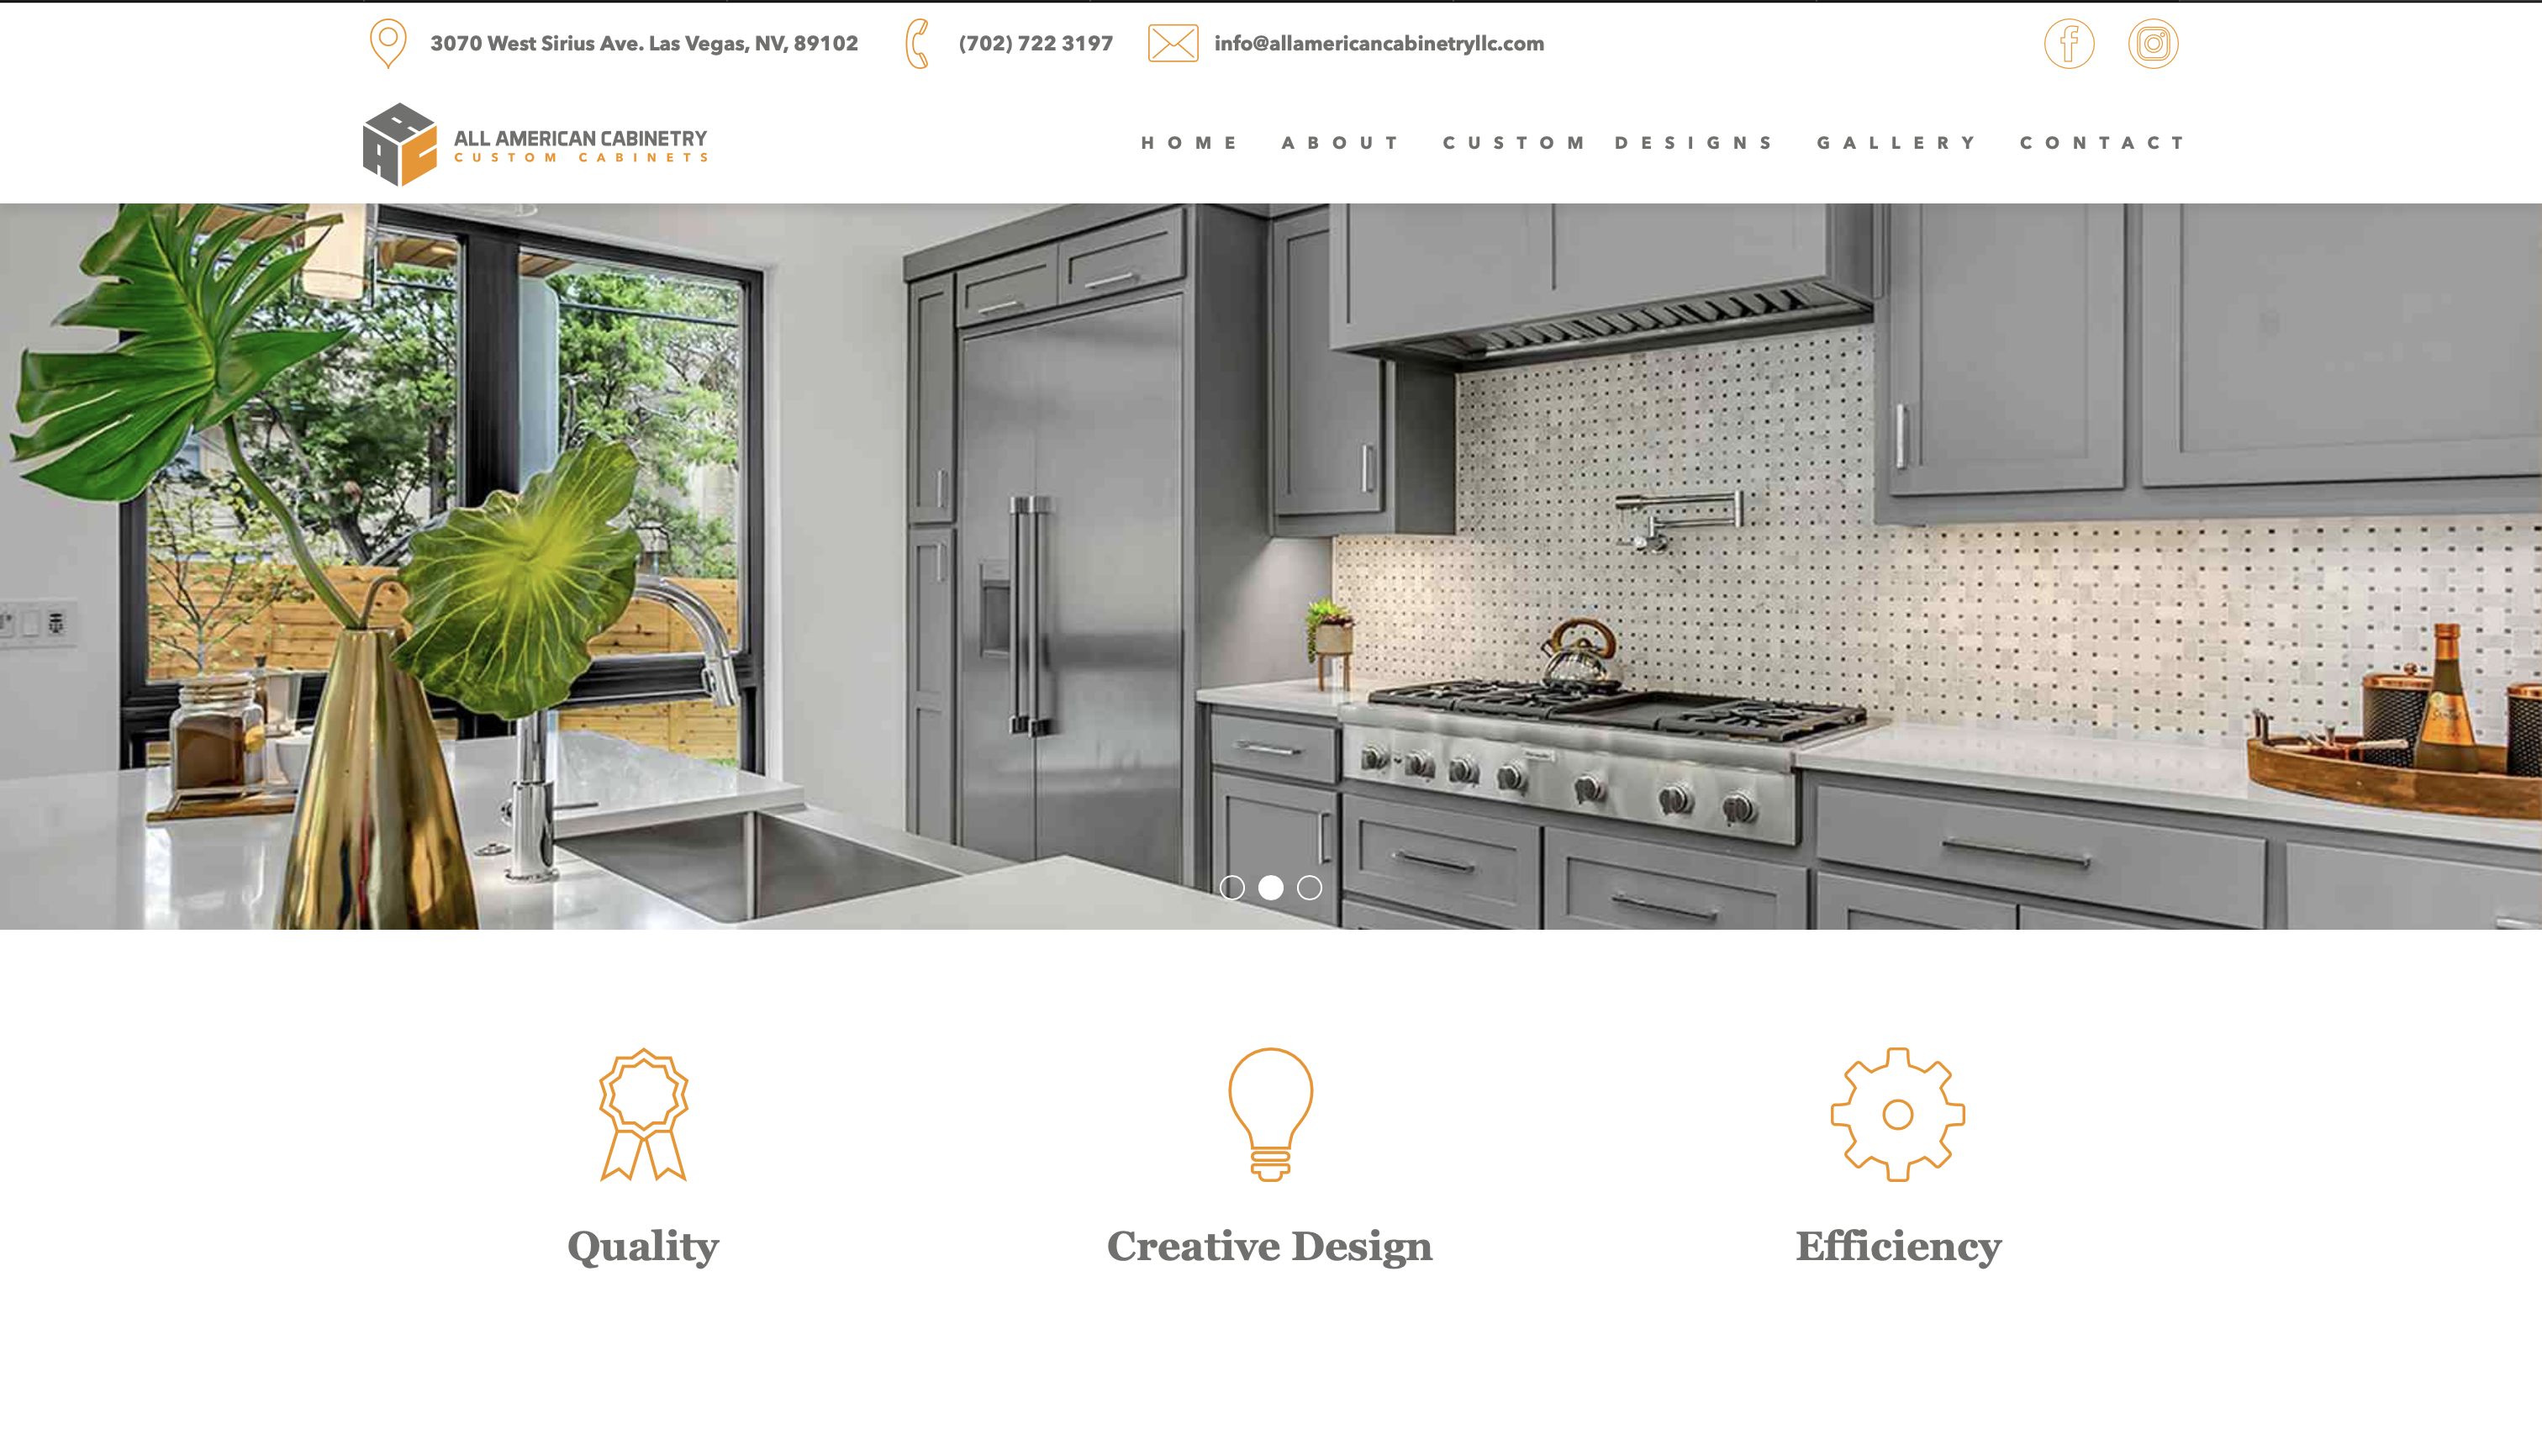 3070 West Sirius Ave. Las Vegas, NV, 89102 (702) 722 3197 info@allamericancabinetryllc.com
ALL AMERICAN CABINETRY
CUSTOM CABINETS
HOME ABOUT CUSTOM DESIGNS GALLERY CONTACT
Quality Creative Design Efficiency